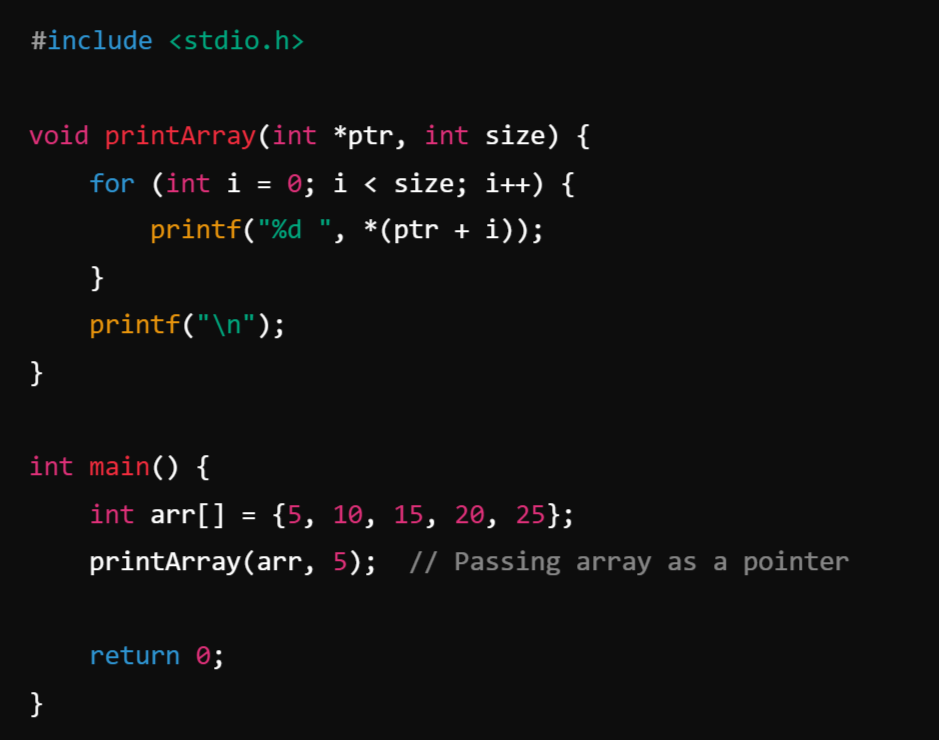 #include <stdio.h>
void printArray(int *ptr, int size) {
    for (int i = 0; i < size; i++) {
        printf("%d ", *(ptr + i));
    }
    printf("\n");
}
int main() {
    int arr[] = {5, 10, 15, 20, 25};
    printArray(arr, 5);  // Passing array as a pointer
    return 0;
}